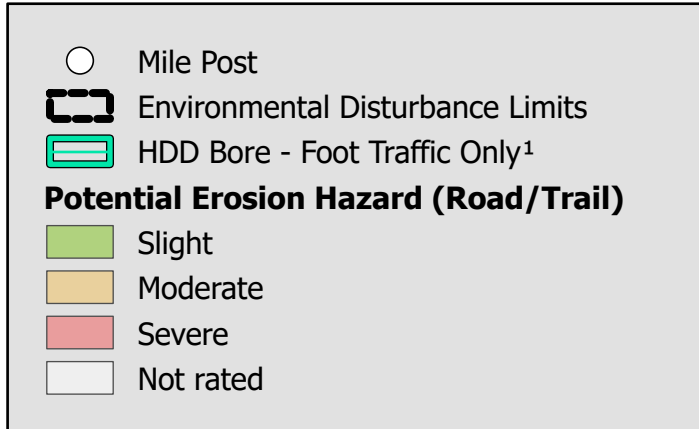 Mile Post
Environmental Disturbance Limits
HDD Bore - Foot Traffic Only¹
Potential Erosion Hazard (Road/Trail)
Slight
Moderate
Severe
Not rated